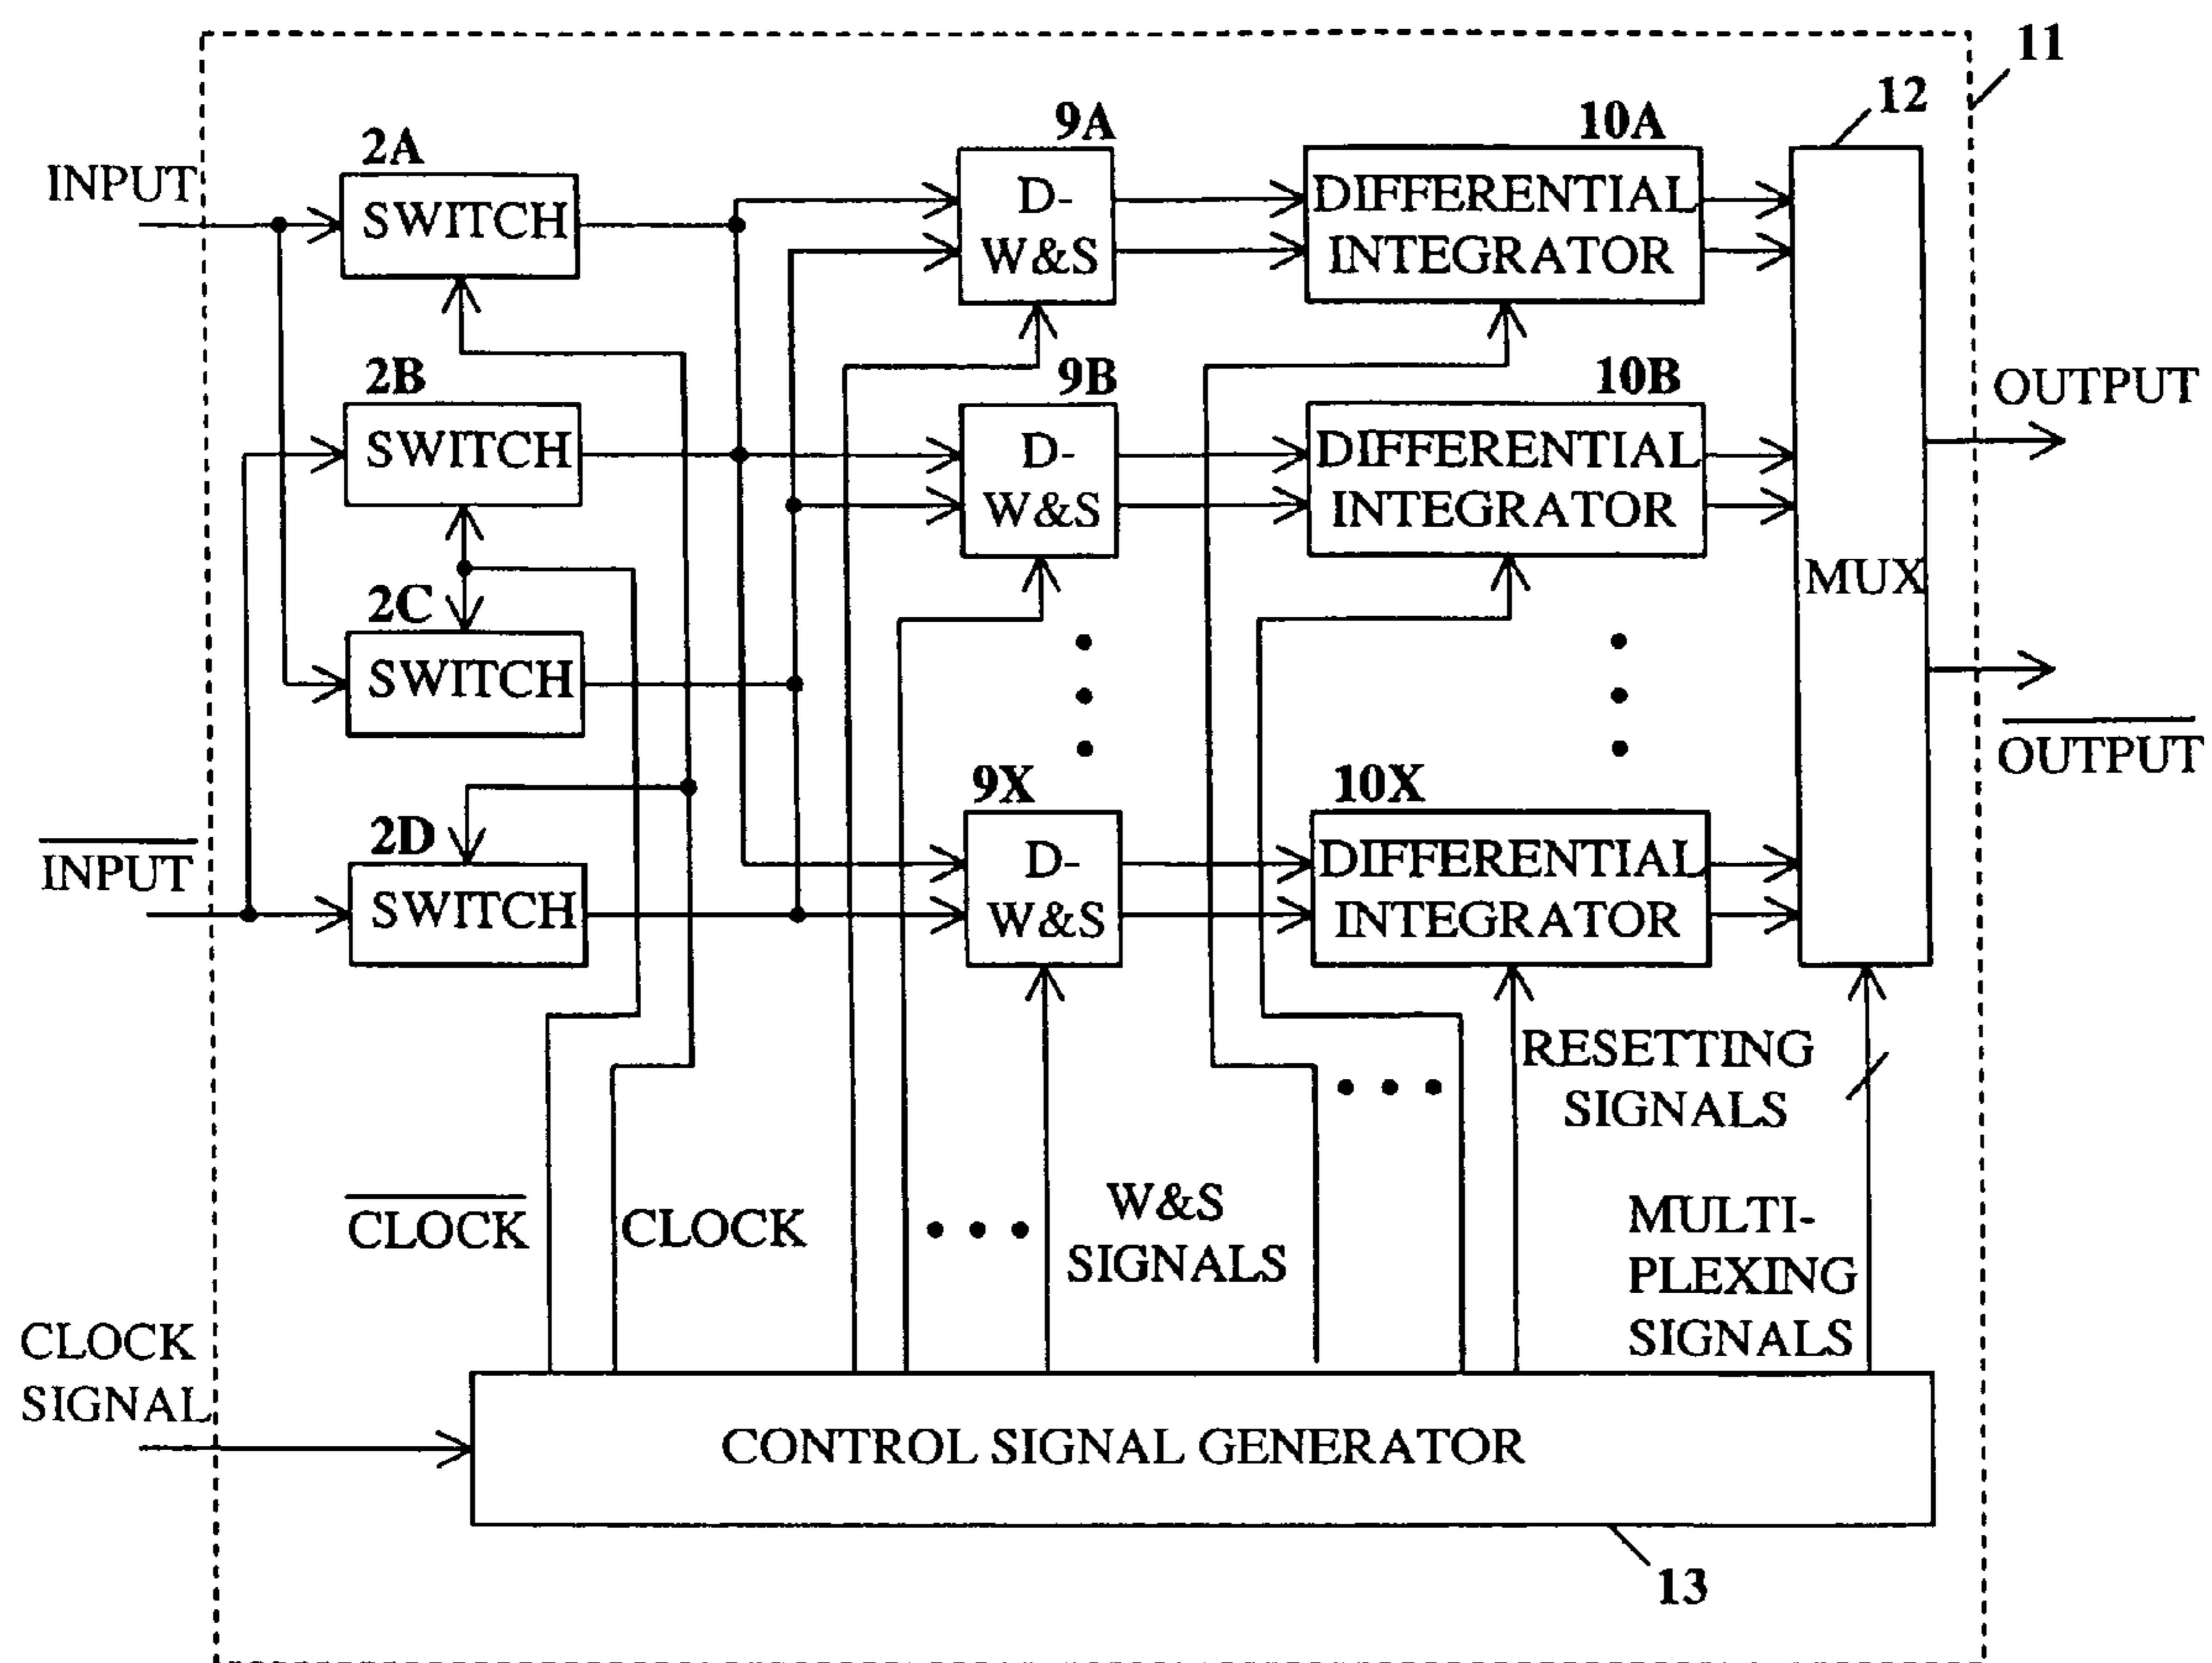 11
12
9A
10A
2A
INPUT
SWITCH
D-
W&S
DIFFERENTIAL
INTEGRATOR
2B
9B
10B
OUTPUT
SWITCH
D-
W&S
DIFFERENTIAL
INTEGRATOR
MUX
2C
SWITCH
OUTPUT
9X
10X
2D
INPUT
SWITCH
D-
W&S
DIFFERENTIAL
INTEGRATOR
RESETTING
SIGNALS
CLOCK
CLOCK
W&S
SIGNALS
MULTI-
PLEXING
SIGNALS
CLOCK
SIGNAL
CONTROL SIGNAL GENERATOR
13